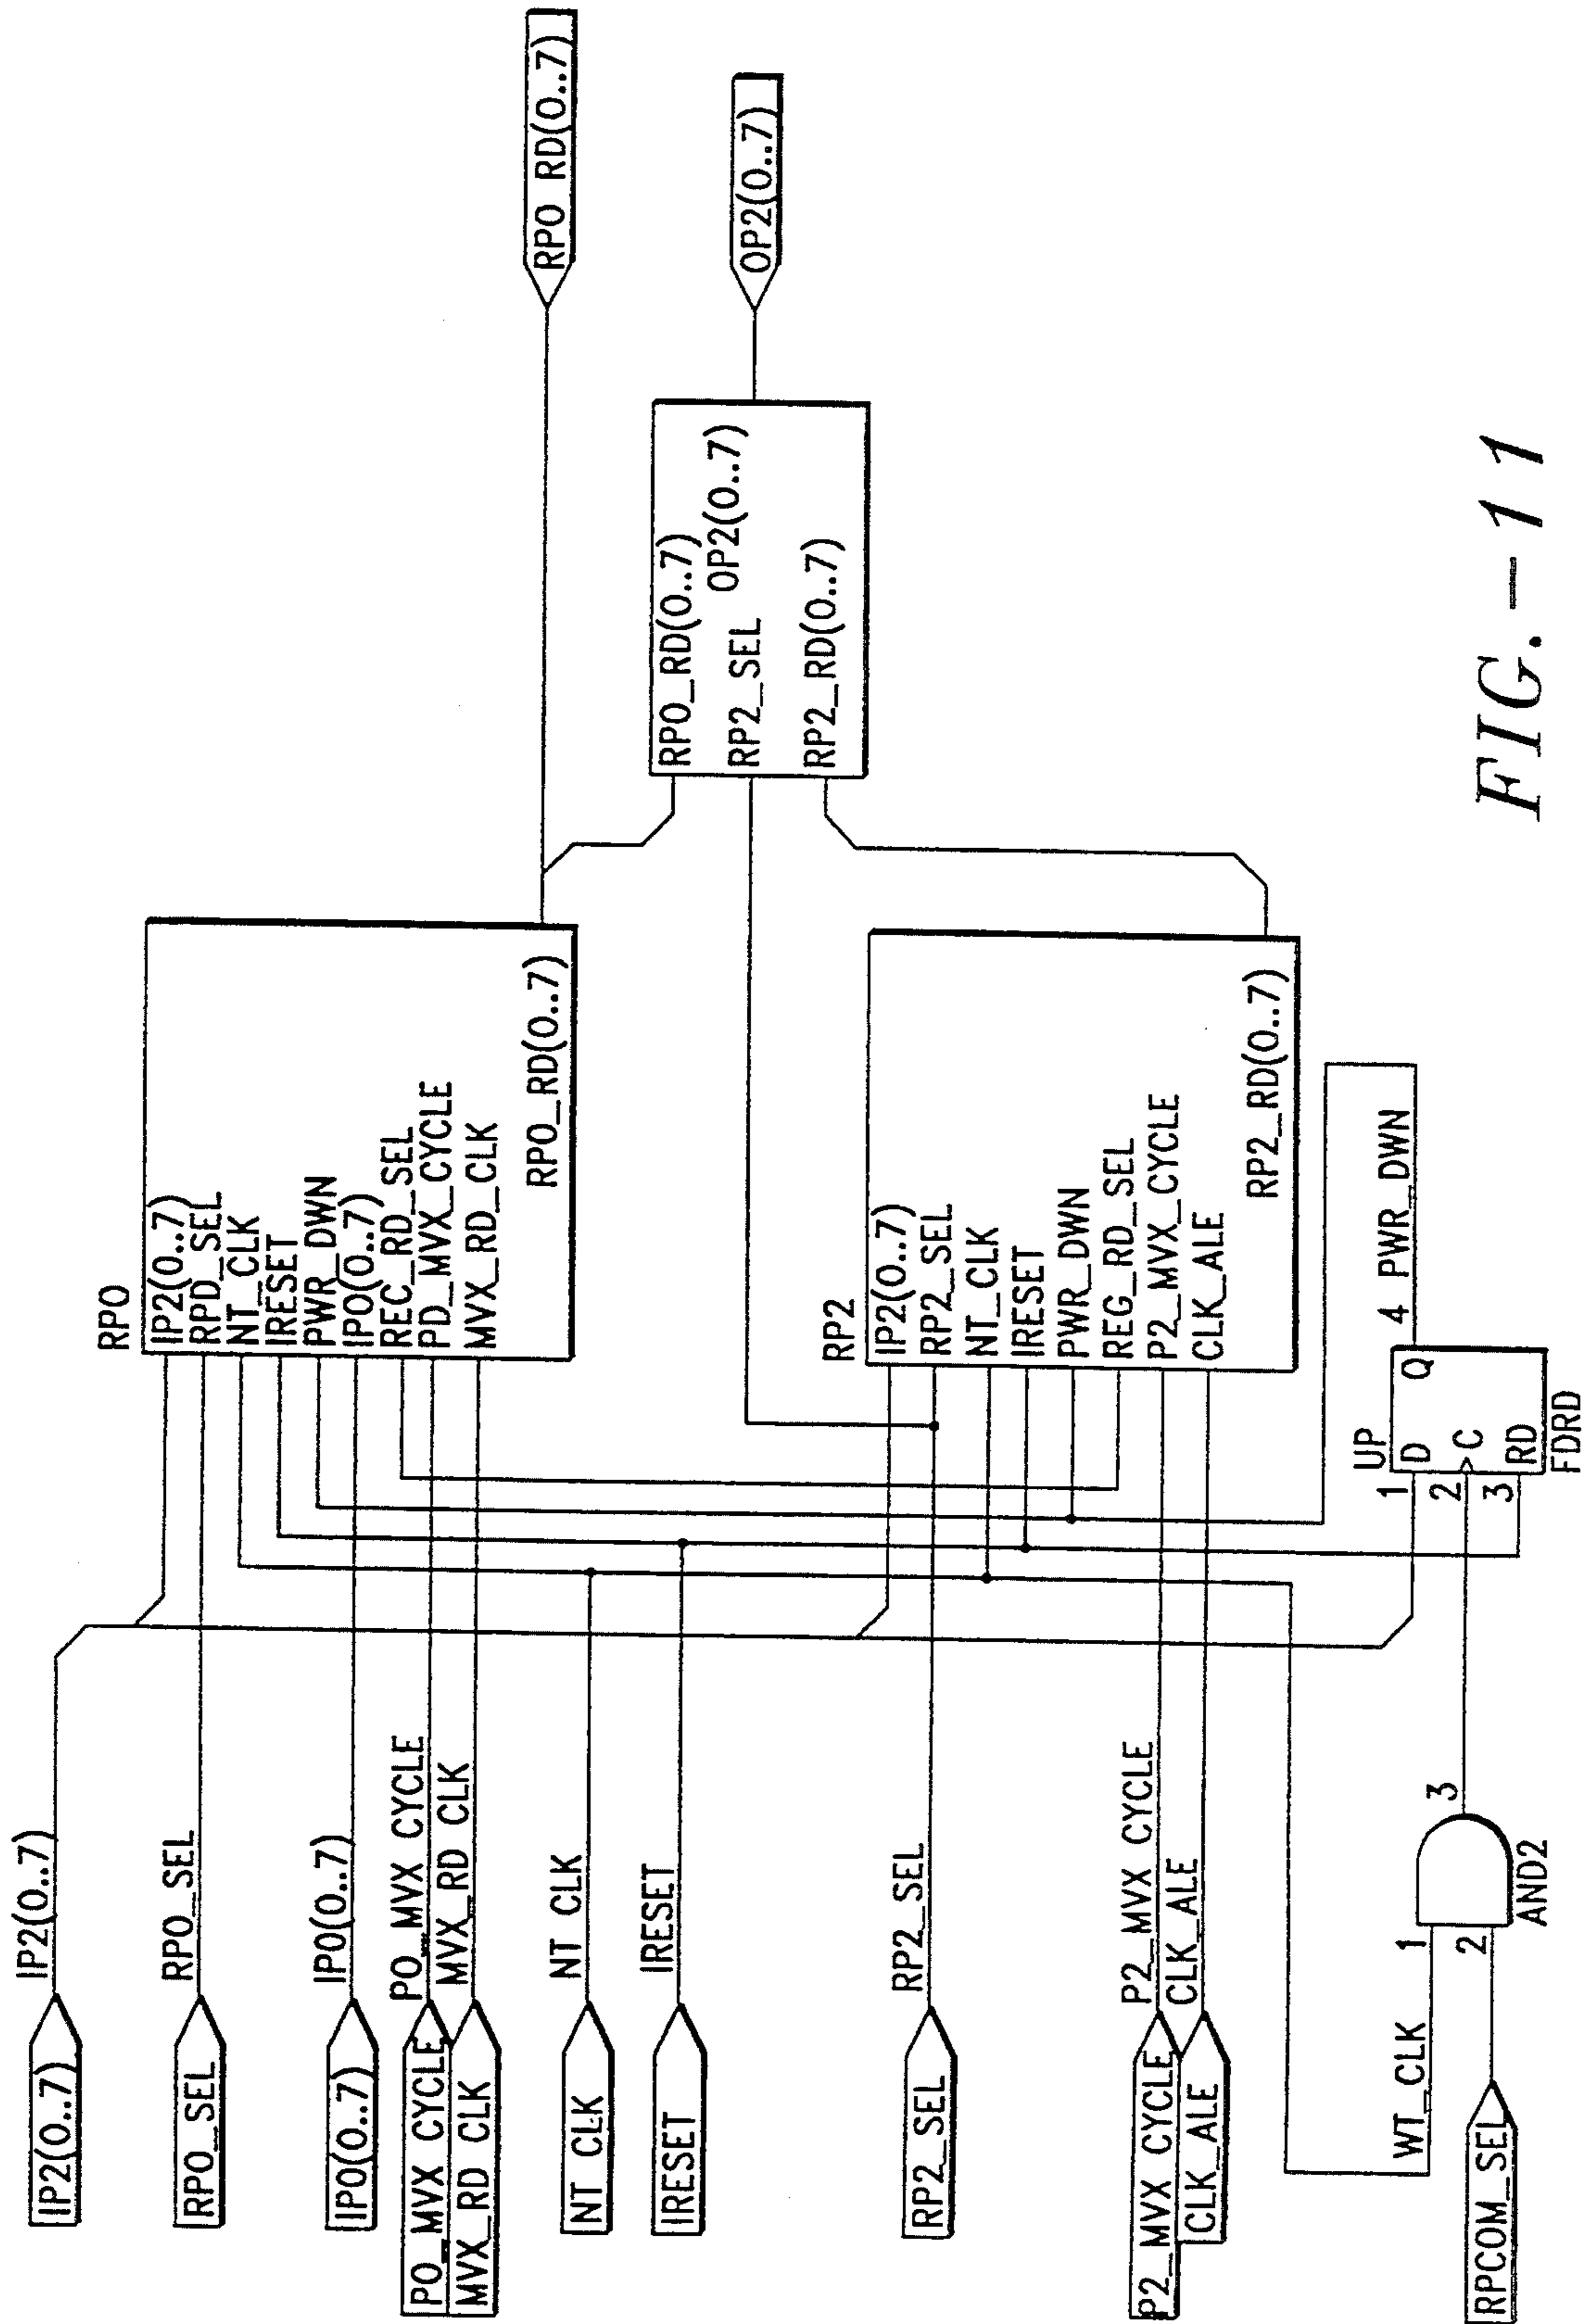 IP2(0..7)
IP2(0..7)
RPO_SEL
RPO_SEL
IPO(0..7)
IPO(0..7)
PO_MVX CYCLE
PO_MVX CYCLE
MVX_RD CLK
MVX_RD CLK
NT CLK
NT CLK
IRESET
IRESET
RP2_SEL
RP2_SEL
P2_MVX CYCLE
P2_MVX CYCLE
CLK_ALE
CLK_ALE
WT_CLK
RPCOM_SEL
1
2
3
AND2
RPO
IP2(0..7)
RPD_SEL
NT_CLK
IRESET
PWR_DWN
IPO(0..7)
REC_RD_SEL
PD_MVX_CYCLE
MVX_RD_CLK
RPO_RD(0..7)
RP2
IP2(0..7)
RP2_SEL
NT_CLK
IRESET
PWR_DWN
REG_RD_SEL
P2_MVX_CYCLE
CLK_ALE
RP2_RD(0..7)
UP
1 D Q 4 PWR_DWN
2 C
3 RD
FDRD
RPO_RD(0..7)
OP2(0..7)
RP2_SEL
RP2_RD(0..7)
RPO RD(0..7)
OP2(0..7)
FIG.-11